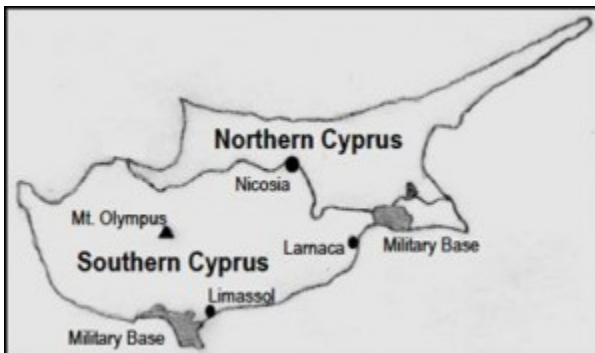 Northern Cyprus
Nicosia
Mt. Olympus
Larnaca
Military Base
Southern Cyprus
Limassol
Military Base